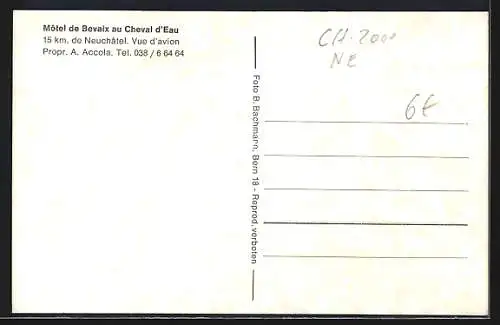 Môtel de Bevaix au Cheval d'Eau
15 km. de Neuchâtel. Vue d'avion
Propr. A. Accola. Tel. 038 / 6 64 64
Foto B. Bachmann, Bern 18 - Reprod. verboten
CH-2000
NE
6€